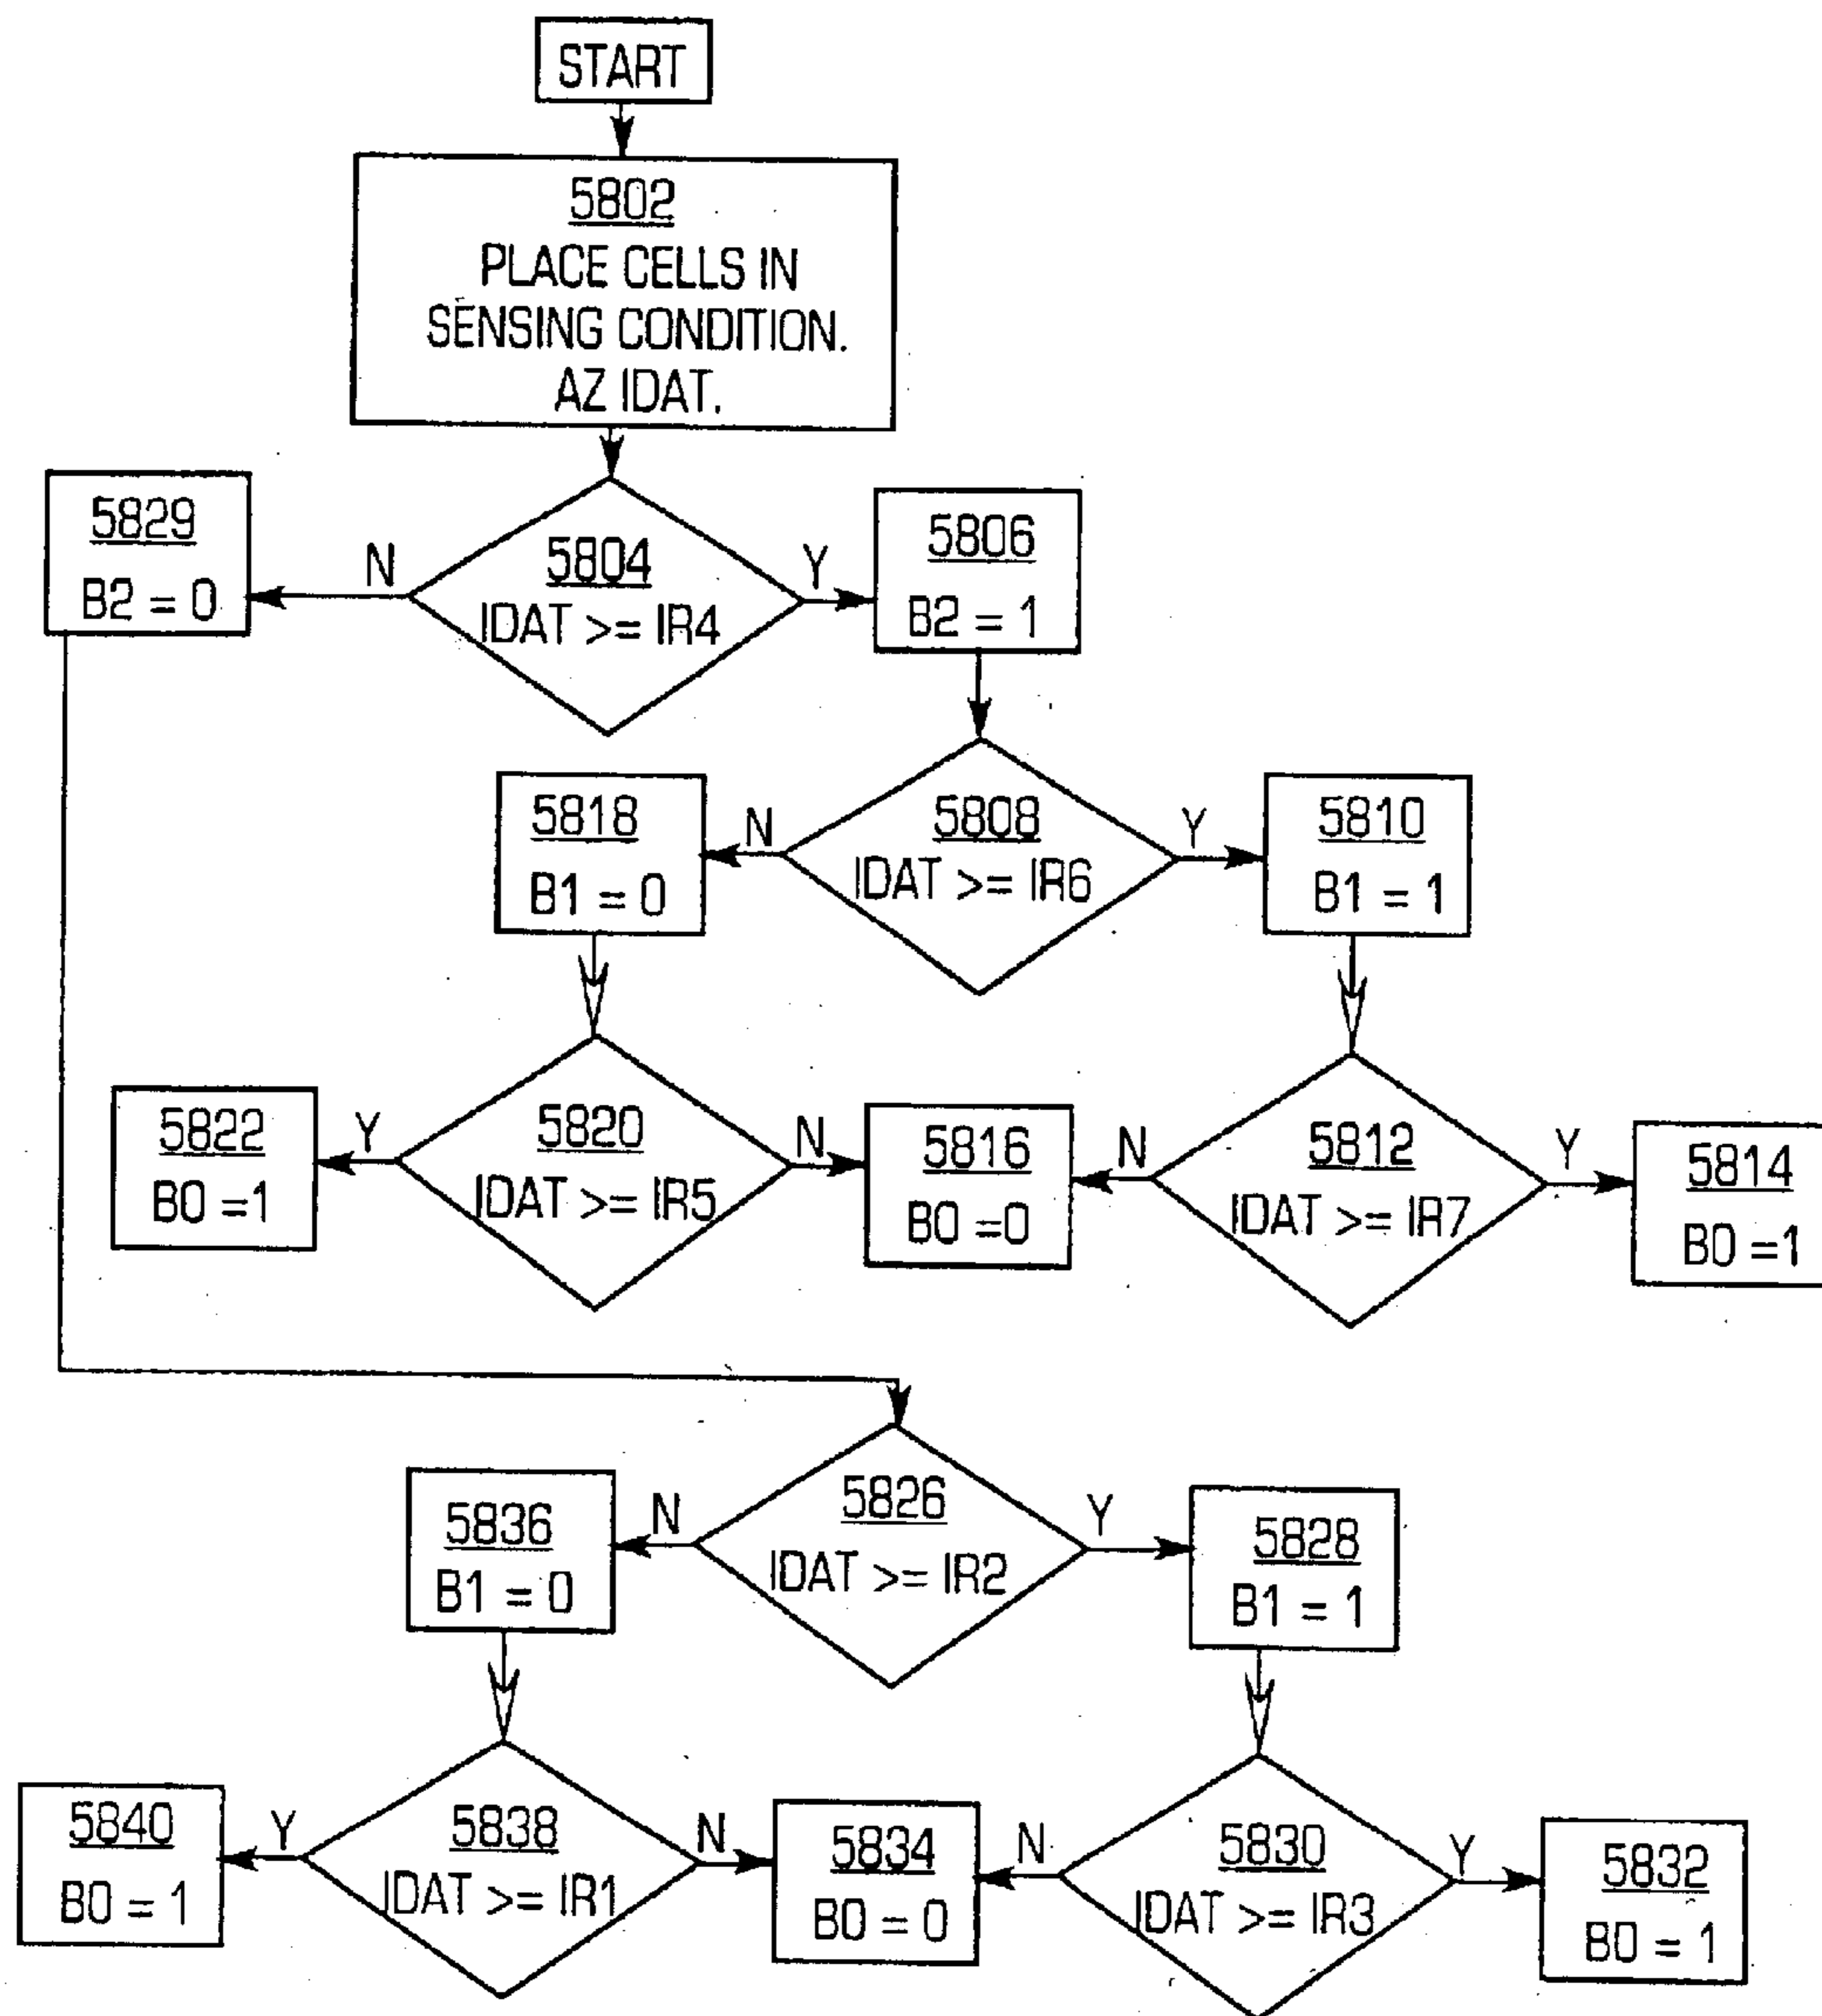 START
5802
PLACE CELLS IN
SENSING CONDITION.
AZ IDAT.
5829
B2 = 0
N
5804
IDAT >= IR4
Y
5806
B2 = 1
5818
B1 = 0
N
5808
IDAT >= IR6
Y
5810
B1 = 1
5822
B0 =1
Y
5820
IDAT >= IR5
N
5816
B0 =0
N
5812
IDAT >= IR7
Y
5814
B0 =1
5836
B1 = 0
N
5826
IDAT >= IR2
Y
5828
B1 = 1
5840
B0 = 1
Y
5838
IDAT >= IR1
N
5834
B0 = 0
N
5830
IDAT >= IR3
Y
5832
B0 = 1